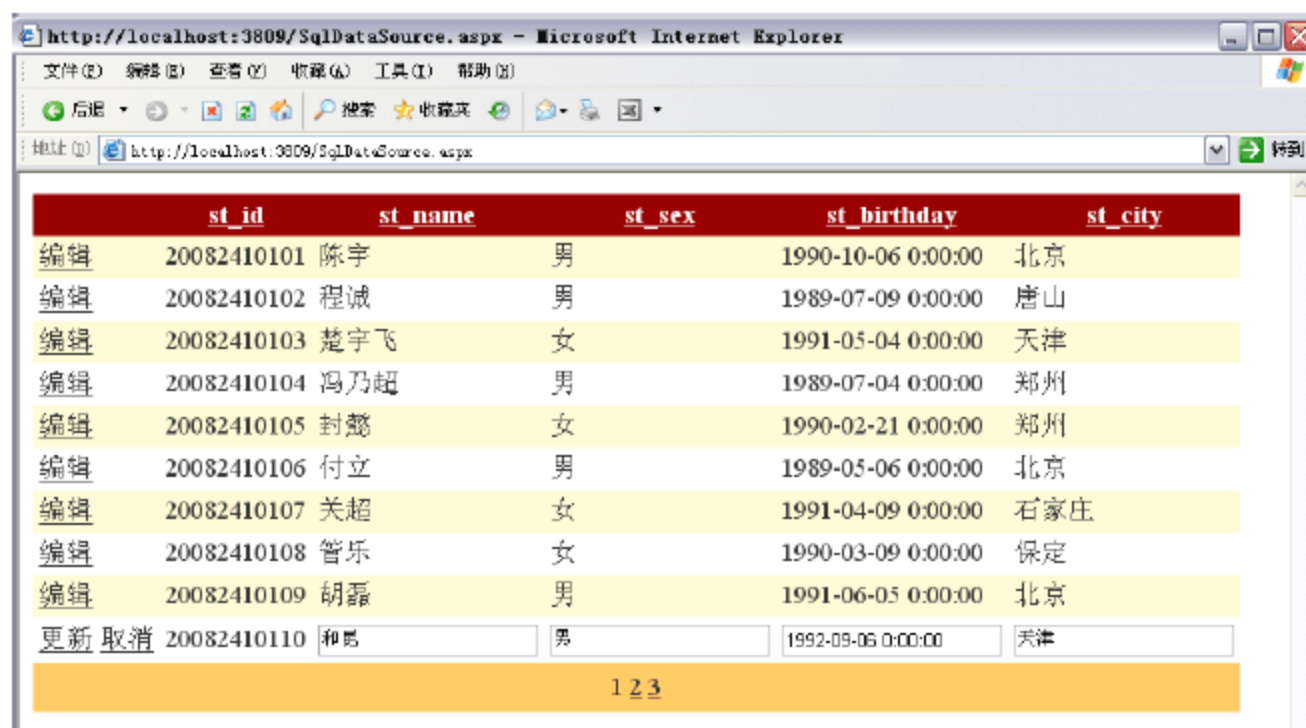 http://localhost:3809/SqlDataSource.aspx - Microsoft Internet Explorer
文件(F) 编辑(E) 查看(V) 收藏(A) 工具(T) 帮助(H)
后退 搜索 收藏夹
地址(D) http://localhost:3809/SqlDataSource.aspx 转到
st_id st_name st_sex st_birthday st_city
编辑 20082410101 陈宇 男 1990-10-06 0:00:00 北京
编辑 20082410102 程诚 男 1989-07-09 0:00:00 唐山
编辑 20082410103 楚宇飞 女 1991-05-04 0:00:00 天津
编辑 20082410104 冯乃超 男 1989-07-04 0:00:00 郑州
编辑 20082410105 封懿 女 1990-02-21 0:00:00 郑州
编辑 20082410106 付立 男 1989-05-06 0:00:00 北京
编辑 20082410107 关超 女 1991-04-09 0:00:00 石家庄
编辑 20082410108 管乐 女 1990-03-09 0:00:00 保定
编辑 20082410109 胡磊 男 1991-06-05 0:00:00 北京
更新 取消 20082410110 男 1992-09-06 0:00:00 天津
1 2 3